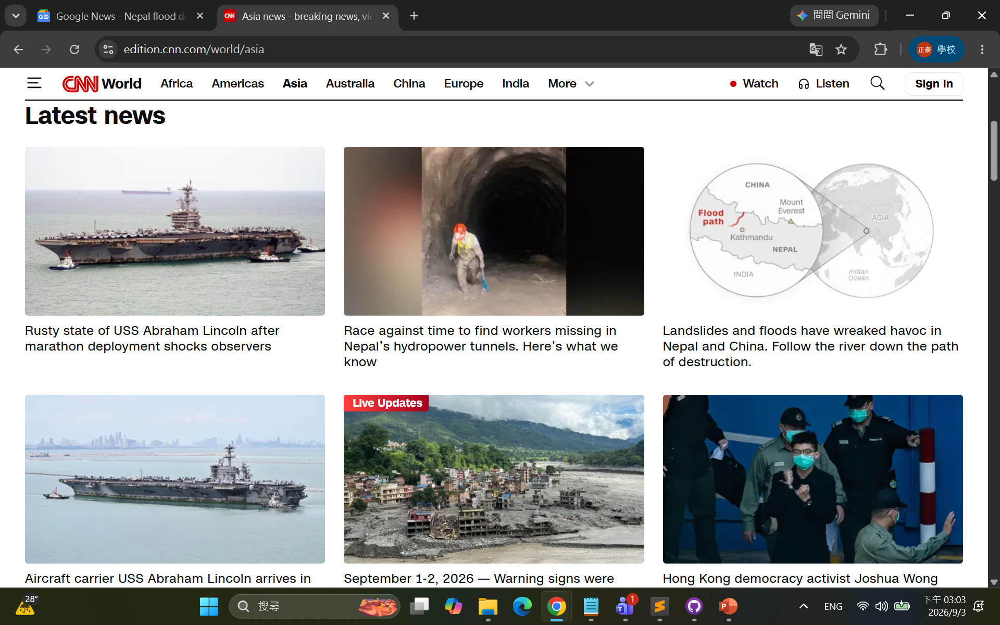 Google News - Nepal flood de
Asia news - breaking news, vid
問問 Gemini
edition.cnn.com/world/asia
正豪 學校
CNN World Africa Americas Asia Australia China Europe India More Watch Listen Sign in
Latest news
CHINA
Mount
Everest
Flood
path
Kathmandu
NEPAL
INDIA
ASIA
Indian
Ocean
Rusty state of USS Abraham Lincoln after
marathon deployment shocks observers
Race against time to find workers missing in
Nepal’s hydropower tunnels. Here’s what we
know
Landslides and floods have wreaked havoc in
Nepal and China. Follow the river down the path
of destruction.
Live Updates
Aircraft carrier USS Abraham Lincoln arrives in
September 1-2, 2026 — Warning signs were
Hong Kong democracy activist Joshua Wong
28°
搜尋
1
ENG
下午 03:03
2026/9/3